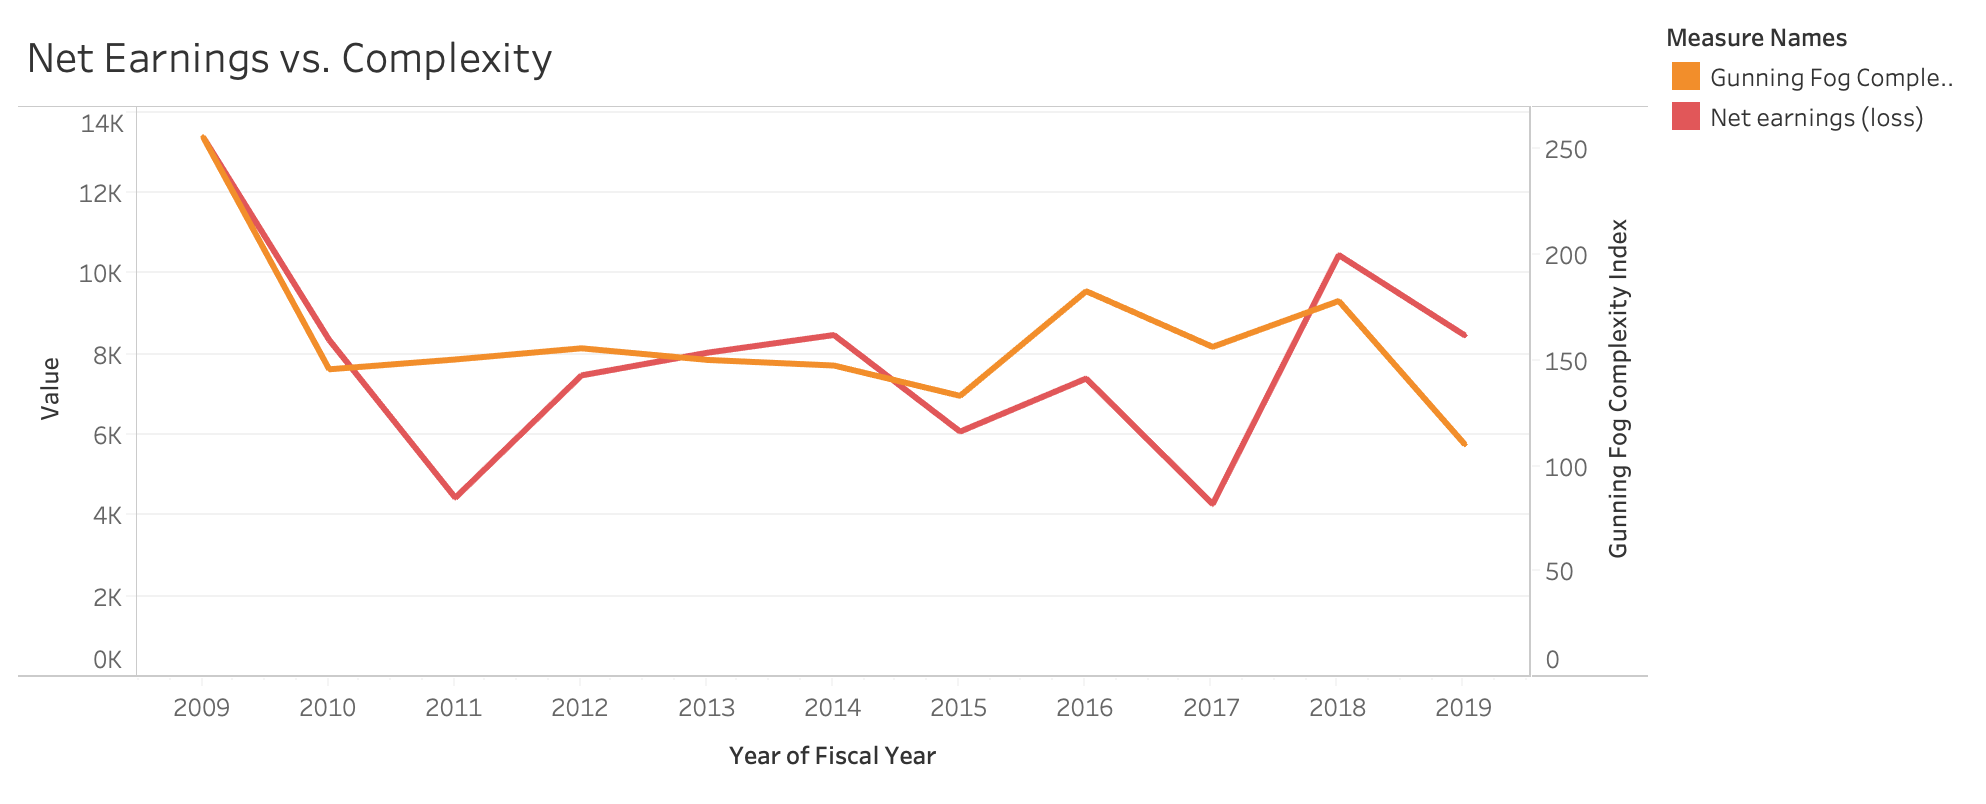 Net Earnings vs. Complexity
Measure Names
Gunning Fog Comple..
Net earnings (loss)
14K
12K
10K
8K
6K
4K
2K
0K
Value
250
200
150
100
50
0
Gunning Fog Complexity Index
2009 2010 2011 2012 2013 2014 2015 2016 2017 2018 2019
Year of Fiscal Year